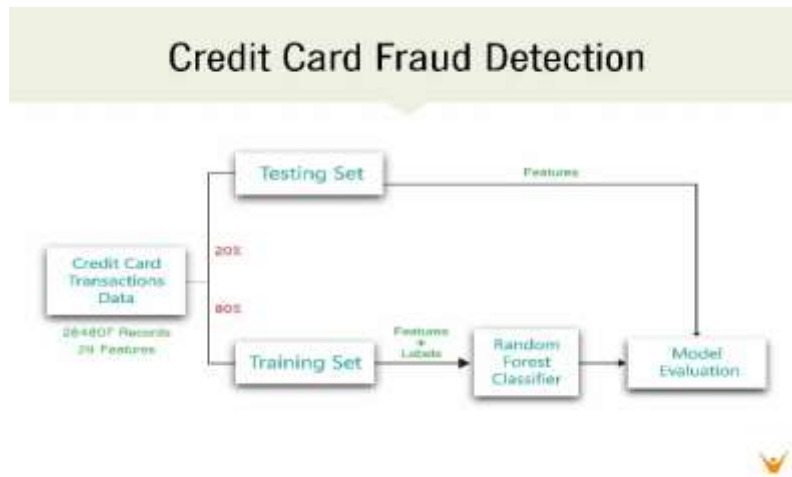 Credit Card Fraud Detection
Testing Set
Features
20%
Credit Card
Transactions
Data
80%
284807 Records
29 Features
Features
+
Labels
Training Set
Random
Forest
Classifier
Model
Evaluation